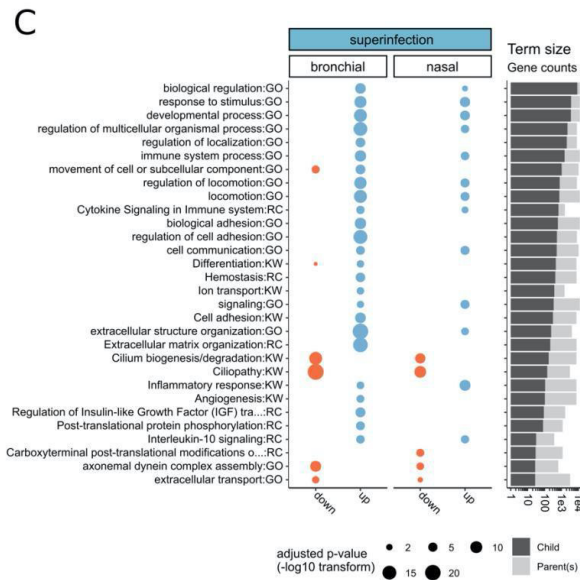 C
superinfection
bronchial nasal
Term size
Gene counts
biological regulation:GO
response to stimulus:GO
developmental process:GO
regulation of multicellular organismal process:GO
regulation of localization:GO
immune system process:GO
movement of cell or subcellular component:GO
regulation of locomotion:GO
locomotion:GO
Cytokine Signaling in Immune system:RC
biological adhesion:GO
regulation of cell adhesion:GO
cell communication:GO
Differentiation:KW
Hemostasis:RC
Ion transport:KW
signaling:GO
Cell adhesion:KW
extracellular structure organization:GO
Extracellular matrix organization:RC
Cilium biogenesis/degradation:KW
Ciliopathy:KW
Inflammatory response:KW
Angiogenesis:KW
Regulation of Insulin-like Growth Factor (IGF) tra...:RC
Post-translational protein phosphorylation:RC
Interleukin-10 signaling:RC
Carboxyterminal post-translational modifications o...:RC
axonemal dynein complex assembly:GO
extracellular transport:GO
down up down up
1 10 100 1e3 1e4
adjusted p-value
(-log10 transform)
2 5 10
15 20
Child
Parent(s)